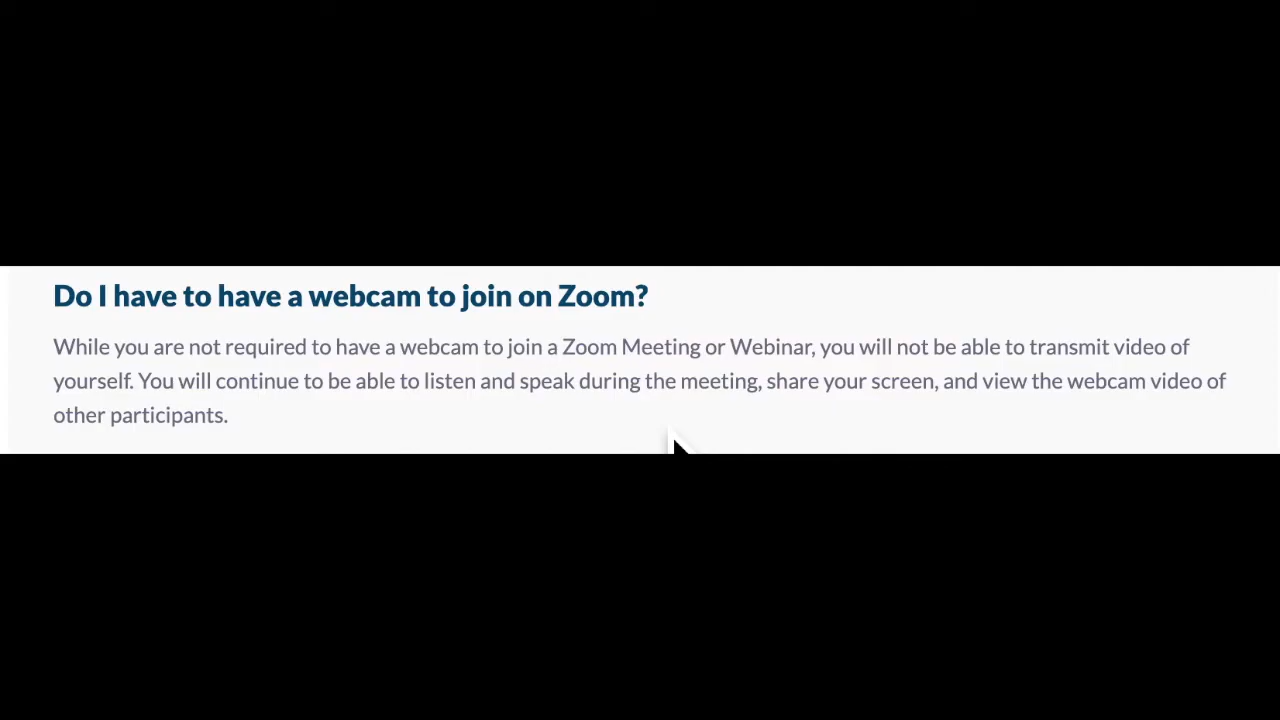 Do I have to have a webcam to join on Zoom?
While you are not required to have a webcam to join a Zoom Meeting or Webinar, you will not be able to transmit video of
yourself. You will continue to be able to listen and speak during the meeting, share your screen, and view the webcam video of
other participants.